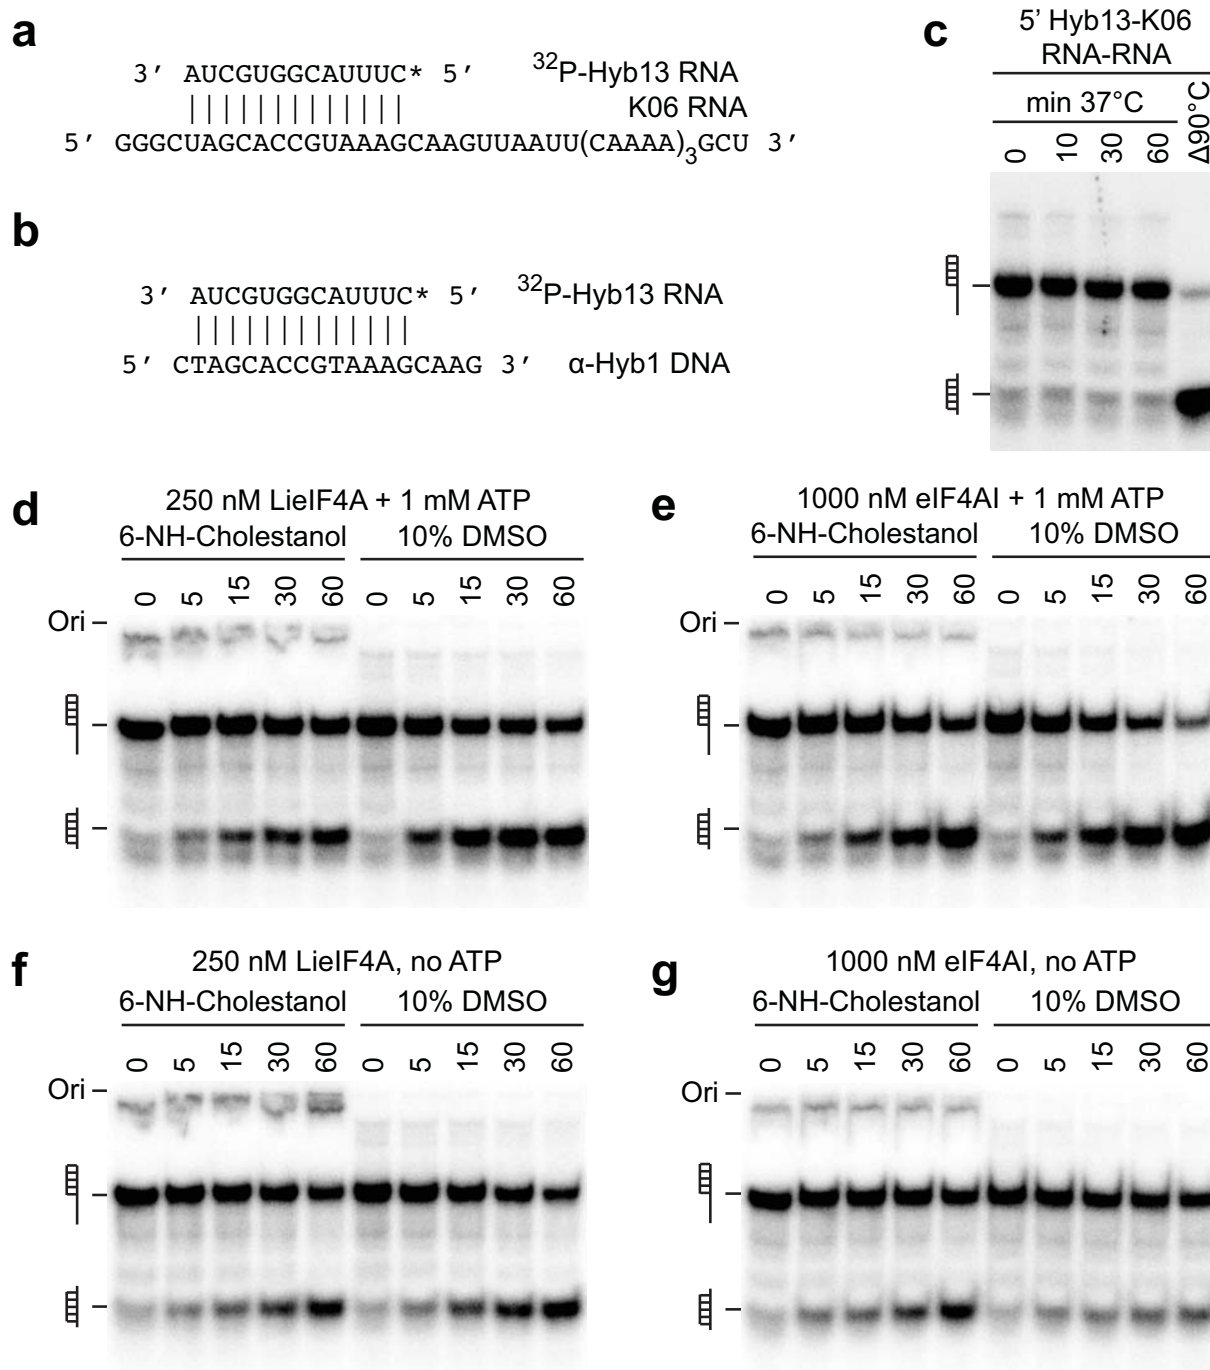 a
3′ AUCGUGGCAUUUC* 5′ ³²P-Hyb13 RNA
K06 RNA
5′ GGGCUAGCACCGUAAAGCAAGUUAAUU(CAAAA)₃GCU 3′
b
3′ AUCGUGGCAUUUC* 5′ ³²P-Hyb13 RNA
5′ CTAGCACCGTAAAGCAAG 3′ α-Hyb1 DNA
c
5’ Hyb13-K06
RNA-RNA
min 37°C
0 10 30 60 Δ90°C
d
250 nM LieIF4A + 1 mM ATP
6-NH-Cholestanol 10% DMSO
0 5 15 30 60 0 5 15 30 60
Ori
e
1000 nM eIF4AI + 1 mM ATP
6-NH-Cholestanol 10% DMSO
0 5 15 30 60 0 5 15 30 60
Ori
f
250 nM LieIF4A, no ATP
6-NH-Cholestanol 10% DMSO
0 5 15 30 60 0 5 15 30 60
Ori
g
1000 nM eIF4AI, no ATP
6-NH-Cholestanol 10% DMSO
0 5 15 30 60 0 5 15 30 60
Ori